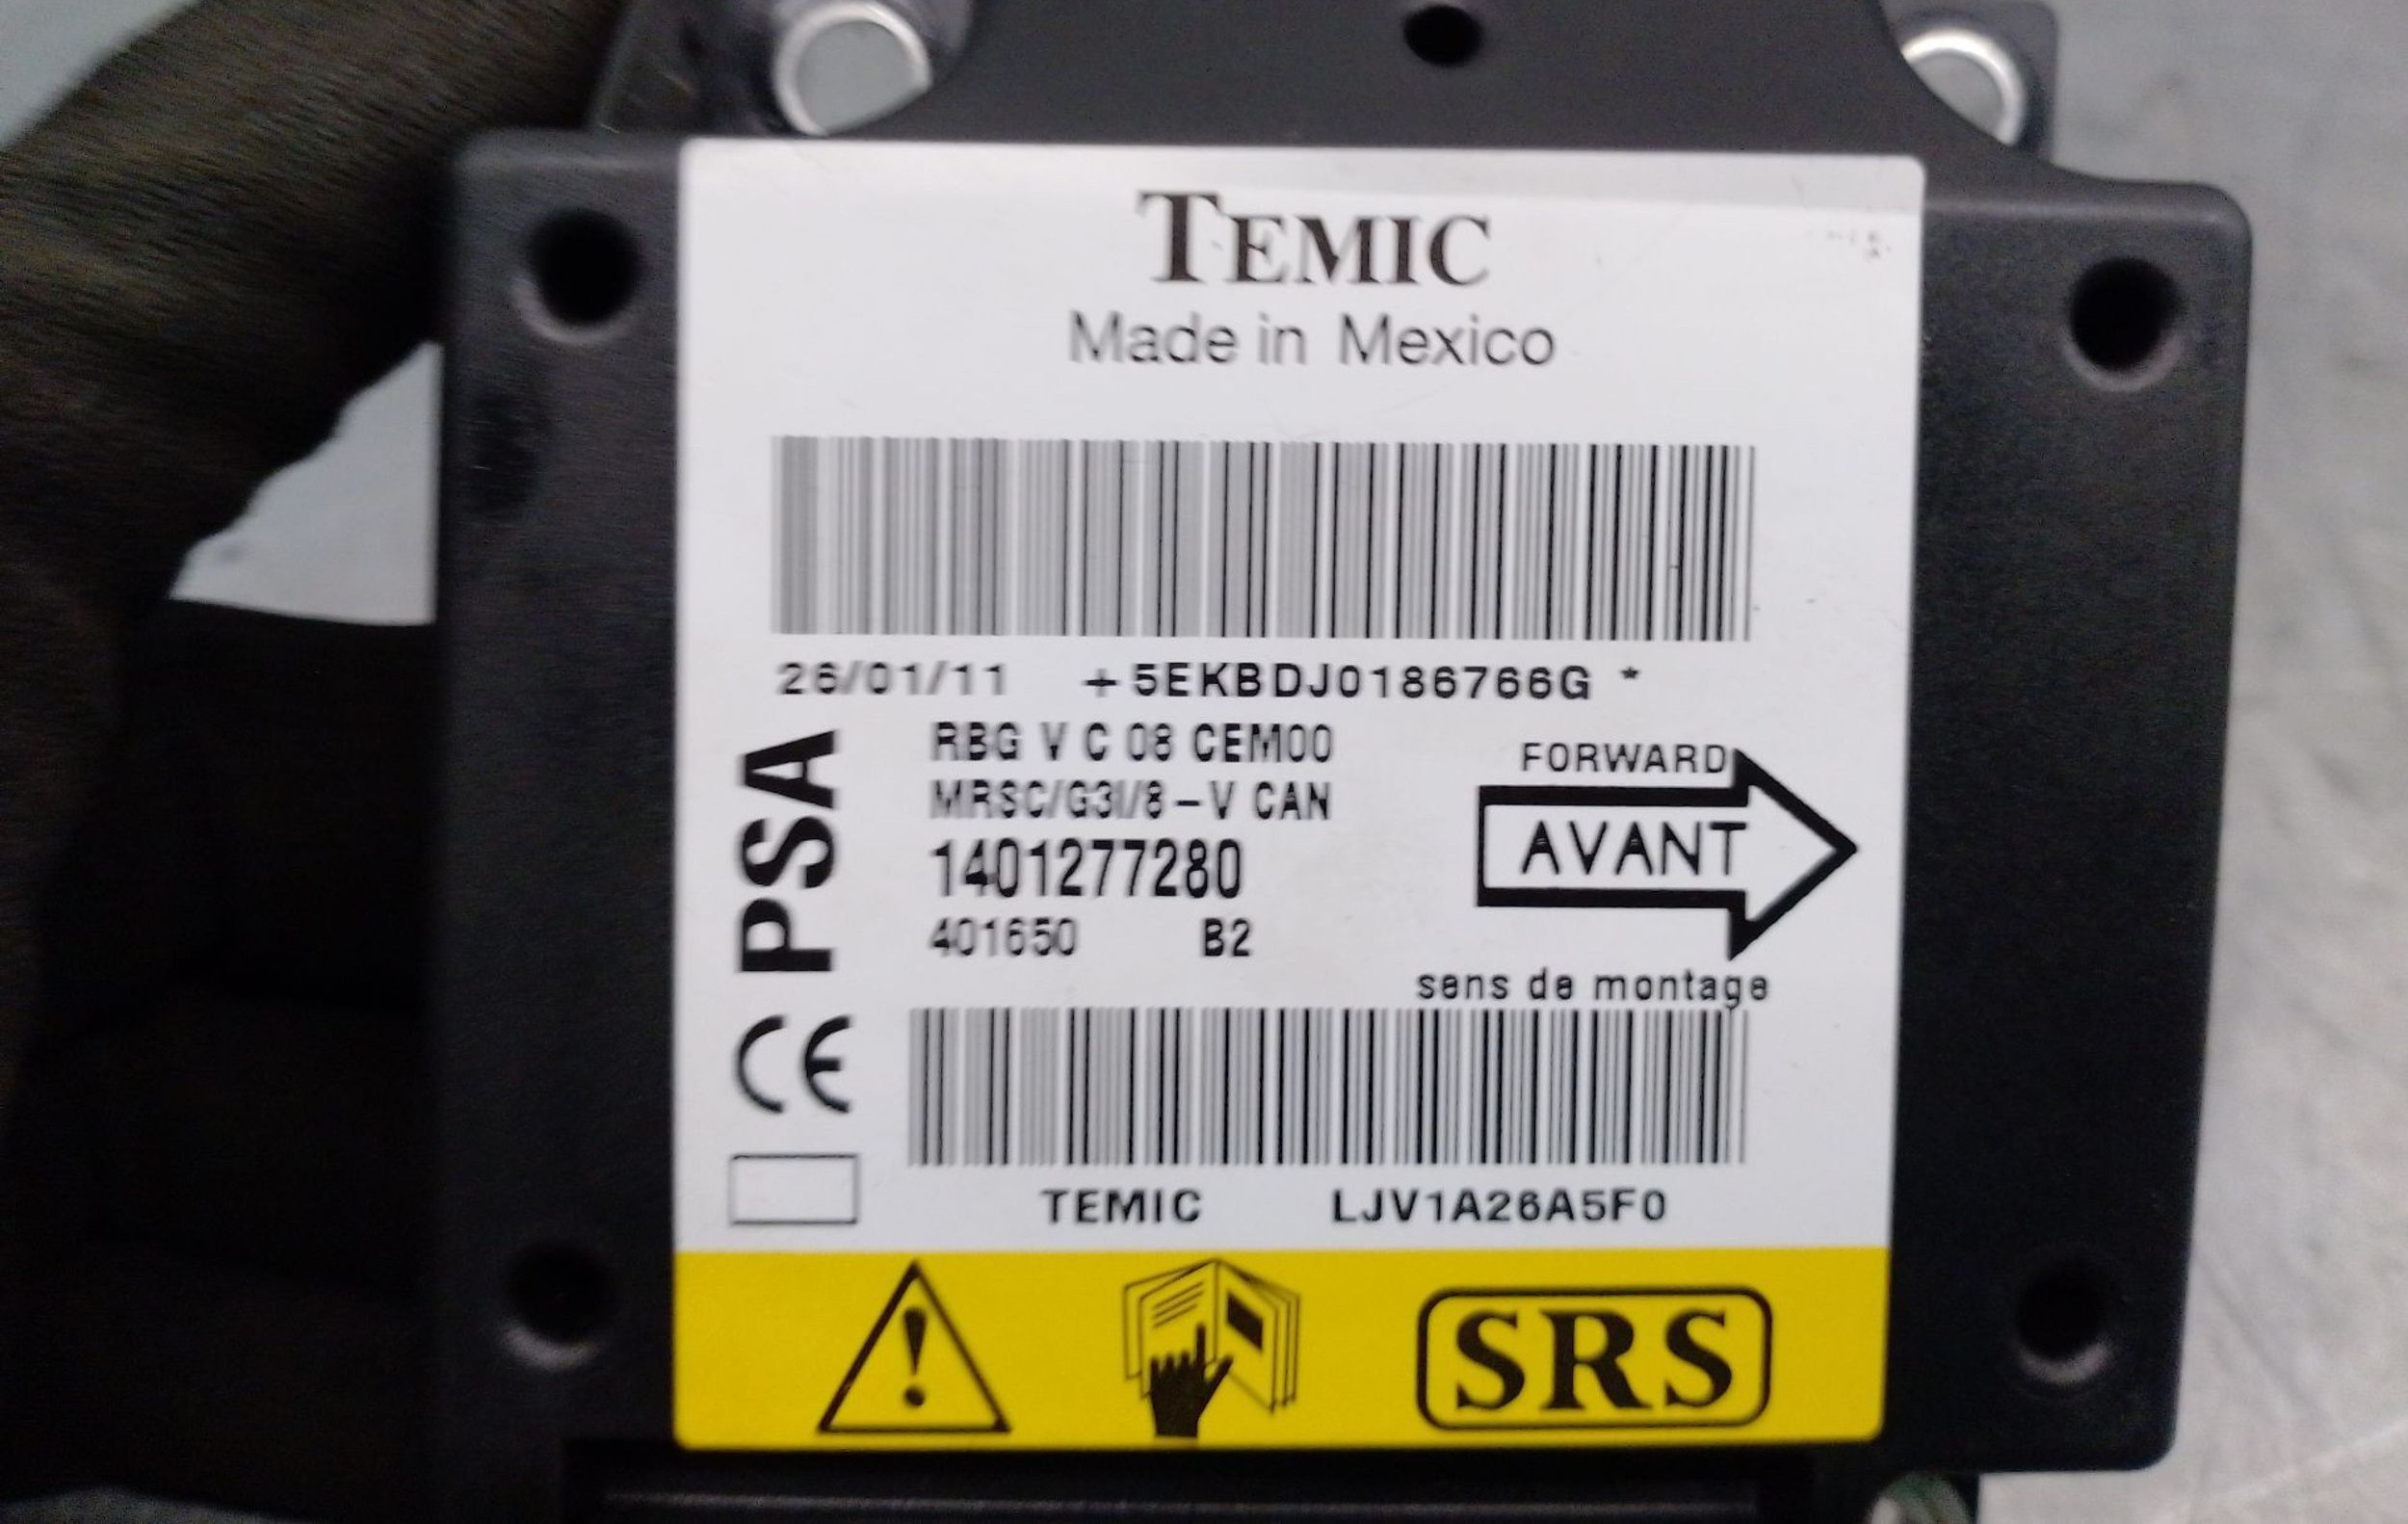 TEMIC
Made in Mexico
26/01/11 +5EKBDJ0186766G *
PSA
RBG V C 08 CEM00
MRSC/G3I/8-V CAN
1401277280
401650 B2
FORWARD
AVANT
sens de montage
CE
TEMIC LJV1A26A5F0
SRS